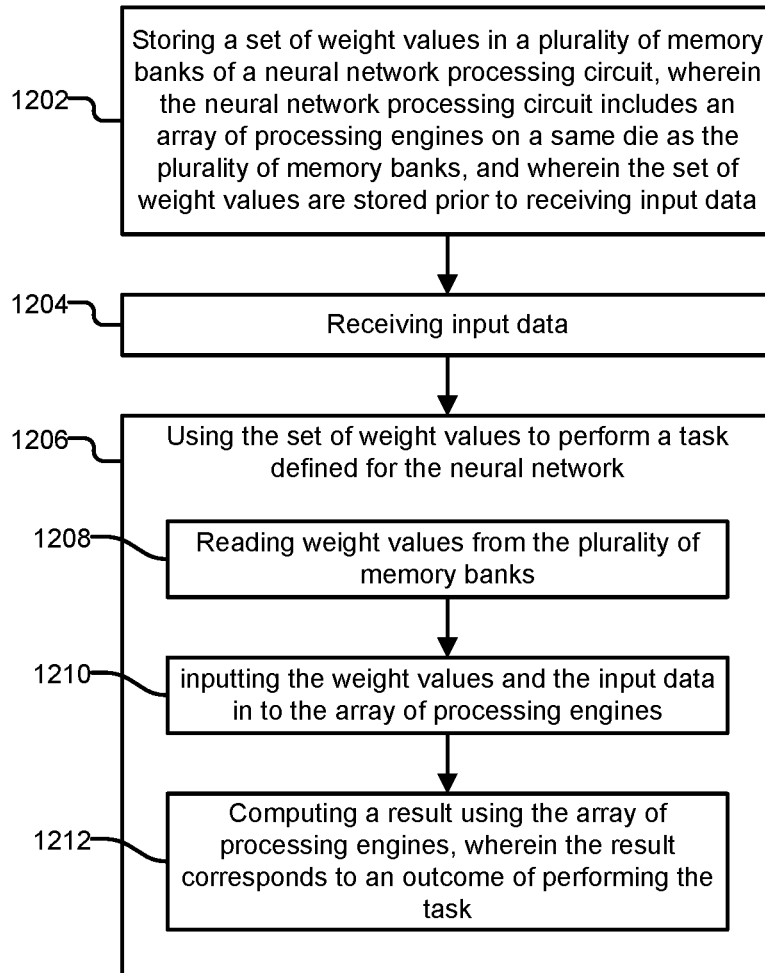 Storing a set of weight values in a plurality of memory
banks of a neural network processing circuit, wherein
1202
the neural network processing circuit includes an
array of processing engines on a same die as the
plurality of memory banks, and wherein the set of
weight values are stored prior to receiving input data
1204
Receiving input data
1206
Using the set of weight values to perform a task
defined for the neural network
1208
Reading weight values from the plurality of
memory banks
1210
inputting the weight values and the input data
in to the array of processing engines
Computing a result using the array of
1212
processing engines, wherein the result
corresponds to an outcome of performing the
task